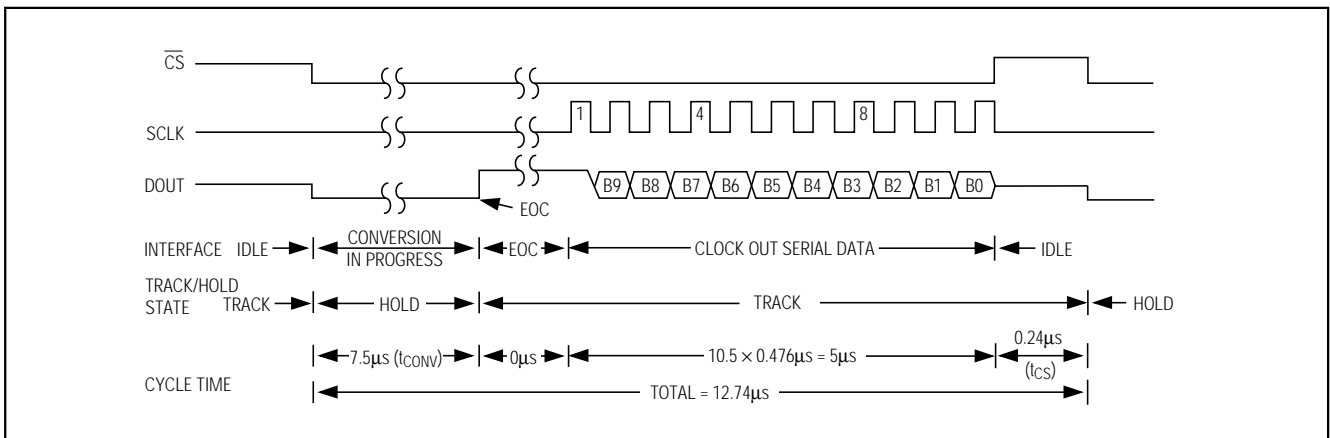 CS
SCLK
1 4 8
DOUT
B9 B8 B7 B6 B5 B4 B3 B2 B1 B0
EOC
INTERFACE IDLE CONVERSION IN PROGRESS EOC CLOCK OUT SERIAL DATA IDLE
TRACK/HOLD
STATE TRACK HOLD TRACK HOLD
7.5µs (tCONV) 0µs 10.5 × 0.476µs = 5µs 0.24µs (tCS)
CYCLE TIME
TOTAL = 12.74µs